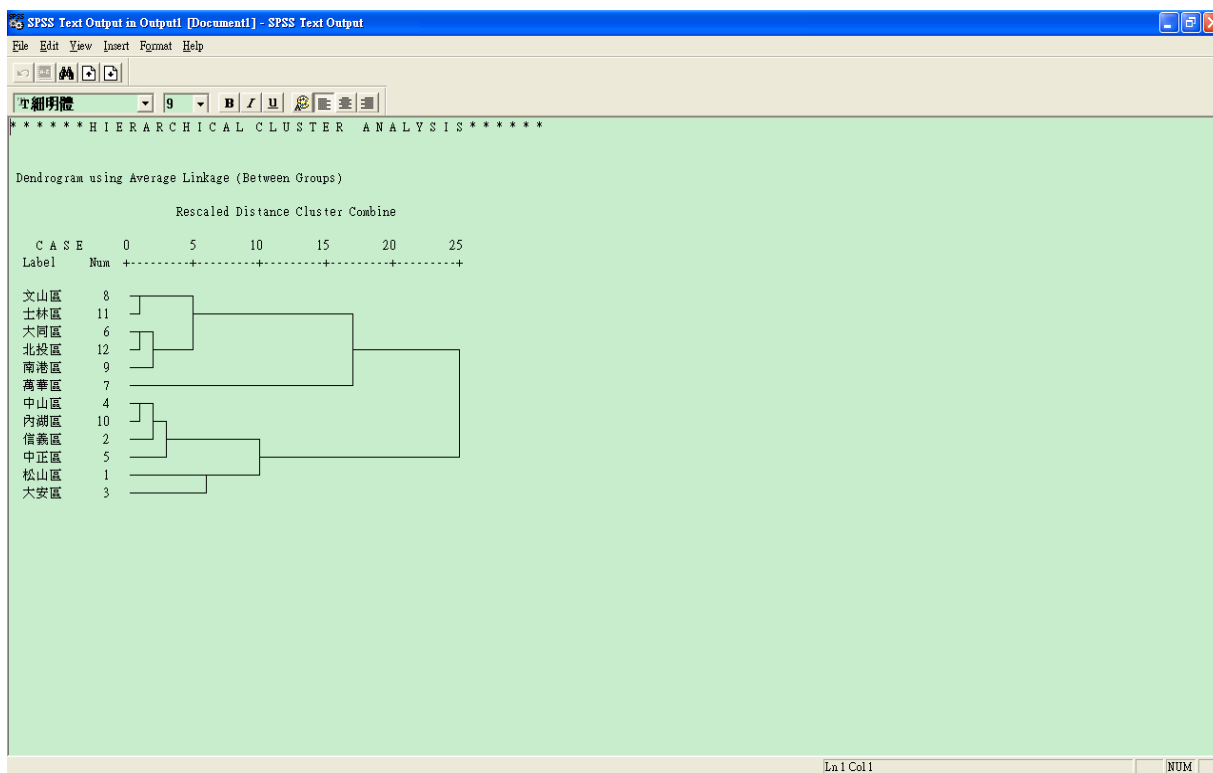 SPSS Text Output in Output1 [Document1] - SPSS Text Output
File Edit View Insert Format Help
細明體 9 B I U
* * * * * * H I E R A R C H I C A L  C L U S T E R   A N A L Y S I S * * * * * *
Dendrogram using Average Linkage (Between Groups)
Rescaled Distance Cluster Combine
C A S E 0 5 10 15 20 25
Label Num +---------+---------+---------+---------+---------+
文山區 8
士林區 11
大同區 6
北投區 12
南港區 9
萬華區 7
中山區 4
內湖區 10
信義區 2
中正區 5
松山區 1
大安區 3
Ln 1 Col 1 NUM